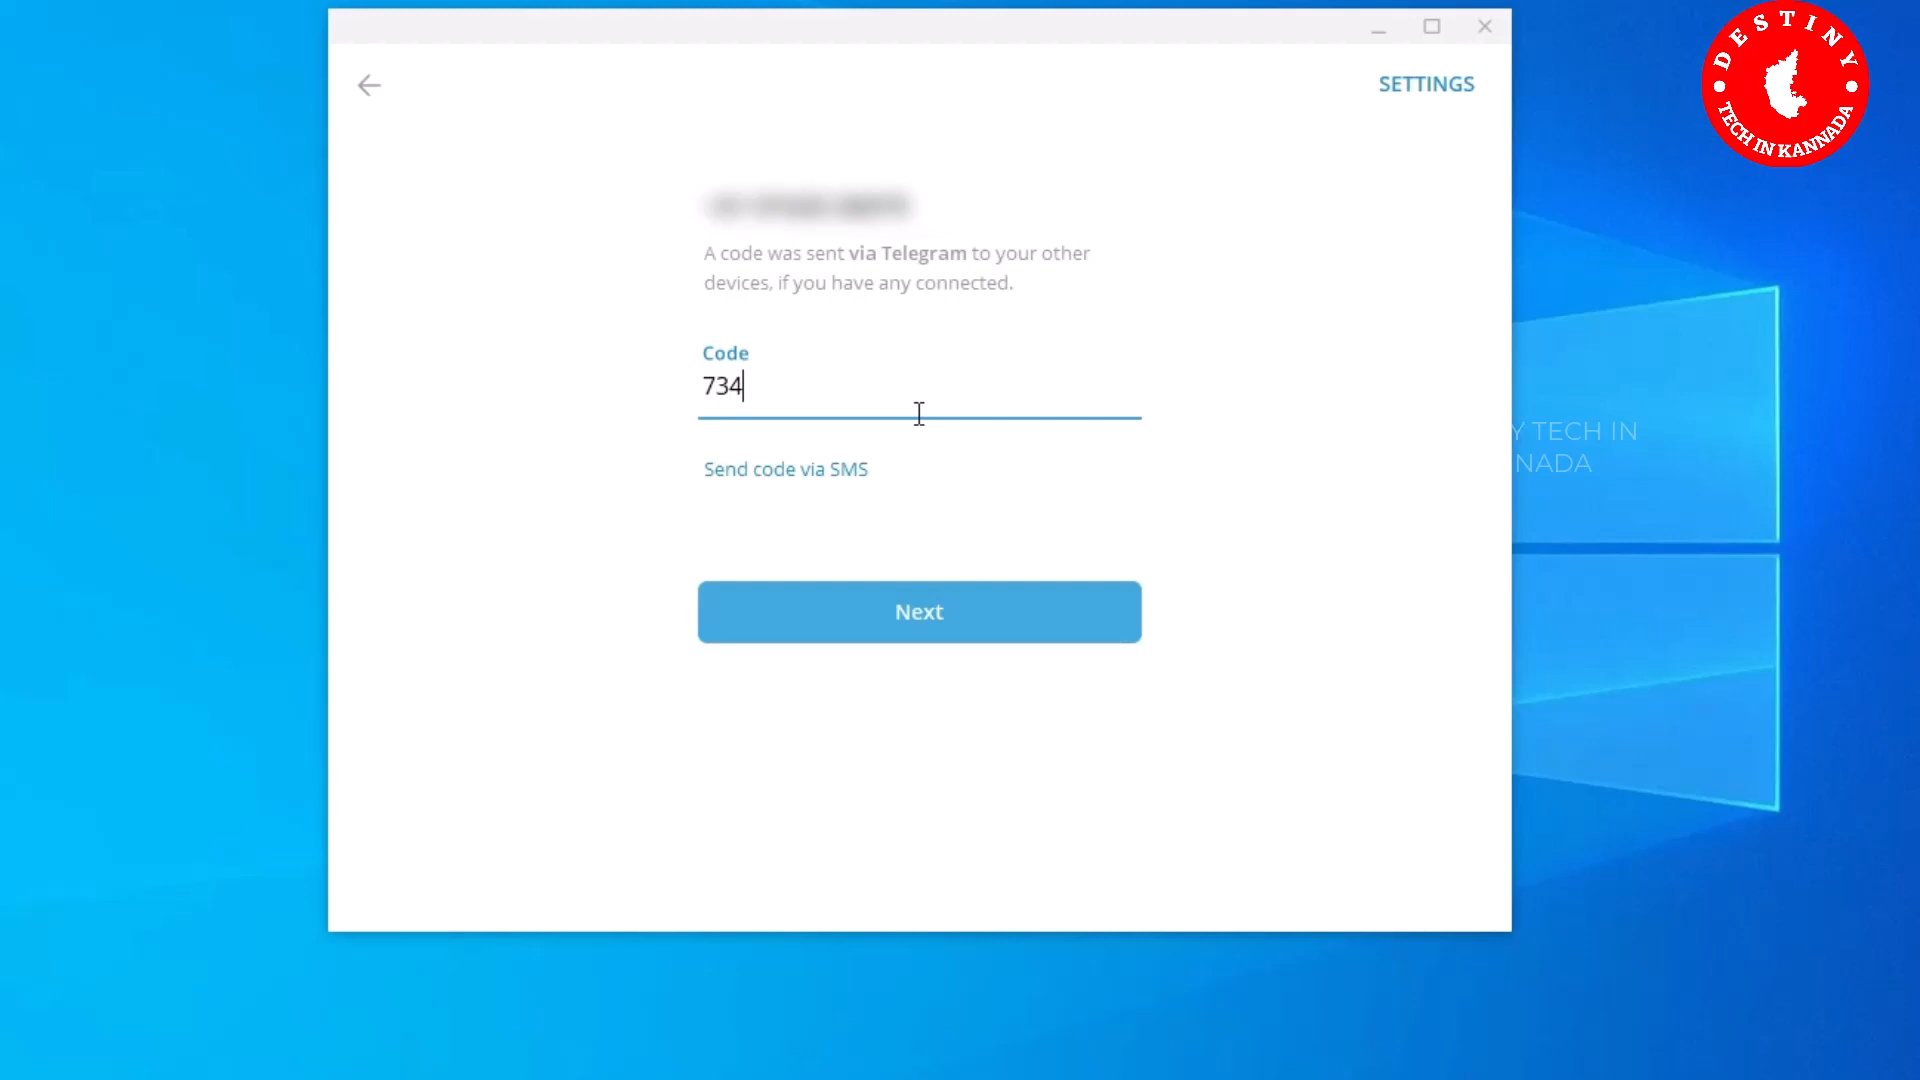 SETTINGS
DESTINY
TECH IN KANNADA
A code was sent via Telegram to your other
devices, if you have any connected.
Code
734
Y TECH IN
NADA
Send code via SMS
Next